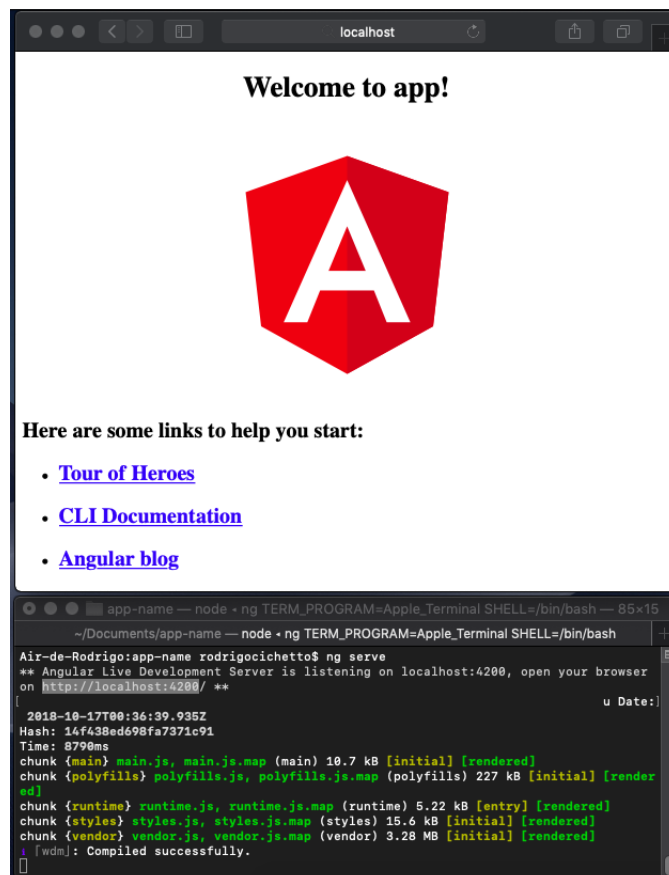 localhost
Welcome to app!
A
Here are some links to help you start:
• Tour of Heroes
• CLI Documentation
• Angular blog
app-name — node ◂ ng TERM_PROGRAM=Apple_Terminal SHELL=/bin/bash — 85×15
~/Documents/app-name — node ◂ ng TERM_PROGRAM=Apple_Terminal SHELL=/bin/bash
Air-de-Rodrigo:app-name rodrigocichetto$ ng serve
** Angular Live Development Server is listening on localhost:4200, open your browser
on http://localhost:4200/ **
[ u Date:]
2018-10-17T00:36:39.935Z
Hash: 14f438ed698fa7371c91
Time: 8790ms
chunk {main} main.js, main.js.map (main) 10.7 kB [initial] [rendered]
chunk {polyfills} polyfills.js, polyfills.js.map (polyfills) 227 kB [initial] [render
ed]
chunk {runtime} runtime.js, runtime.js.map (runtime) 5.22 kB [entry] [rendered]
chunk {styles} styles.js, styles.js.map (styles) 15.6 kB [initial] [rendered]
chunk {vendor} vendor.js, vendor.js.map (vendor) 3.28 MB [initial] [rendered]
ℹ ｢wdm｣: Compiled successfully.